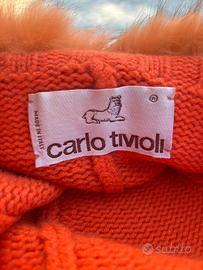 MADE IN ITALY
R
carlo tivioli
subito